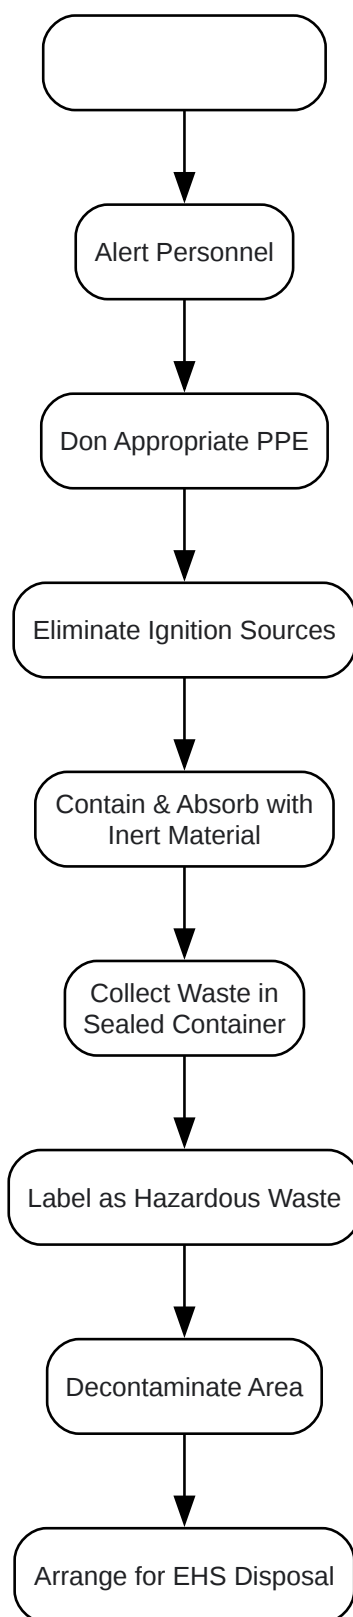 Alert Personnel
Don Appropriate PPE
Eliminate Ignition Sources
Contain & Absorb with
Inert Material
Collect Waste in
Sealed Container
Label as Hazardous Waste
Decontaminate Area
Arrange for EHS Disposal